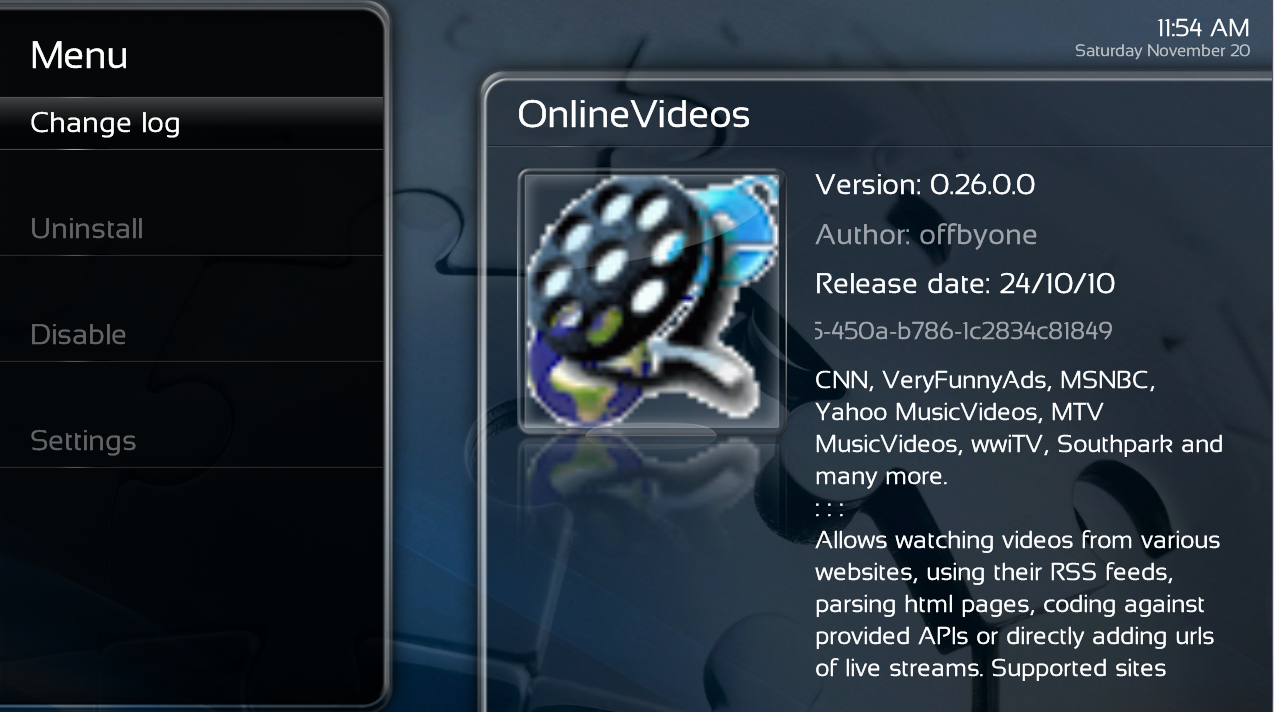 Menu
Change log
Uninstall
Disable
Settings
11:54 AM
Saturday November 20
OnlineVideos
Version: 0.26.0.0
Author: offbyone
Release date: 24/10/10
5-450a-b786-1c2834c81849
CNN, VeryFunnyAds, MSNBC,
Yahoo MusicVideos, MTV
MusicVideos, wwiTV, Southpark and
many more.
: : :
Allows watching videos from various
websites, using their RSS feeds,
parsing html pages, coding against
provided APIs or directly adding urls
of live streams. Supported sites